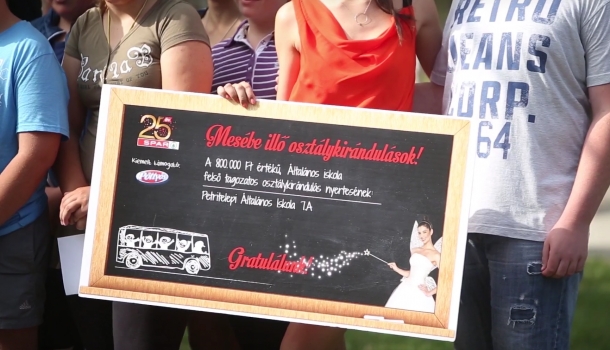 RETRO
JEANS
CORP.
64
25
SPAR
Mesébe illő osztálykirándulások!
Kiemelt támogató:
A 800.000 Ft értékű, Általános iskola
felső tagozatos osztálykirándulás nyertesének:
Petritelepi Általános Iskola 7.A
Gratulálunk!